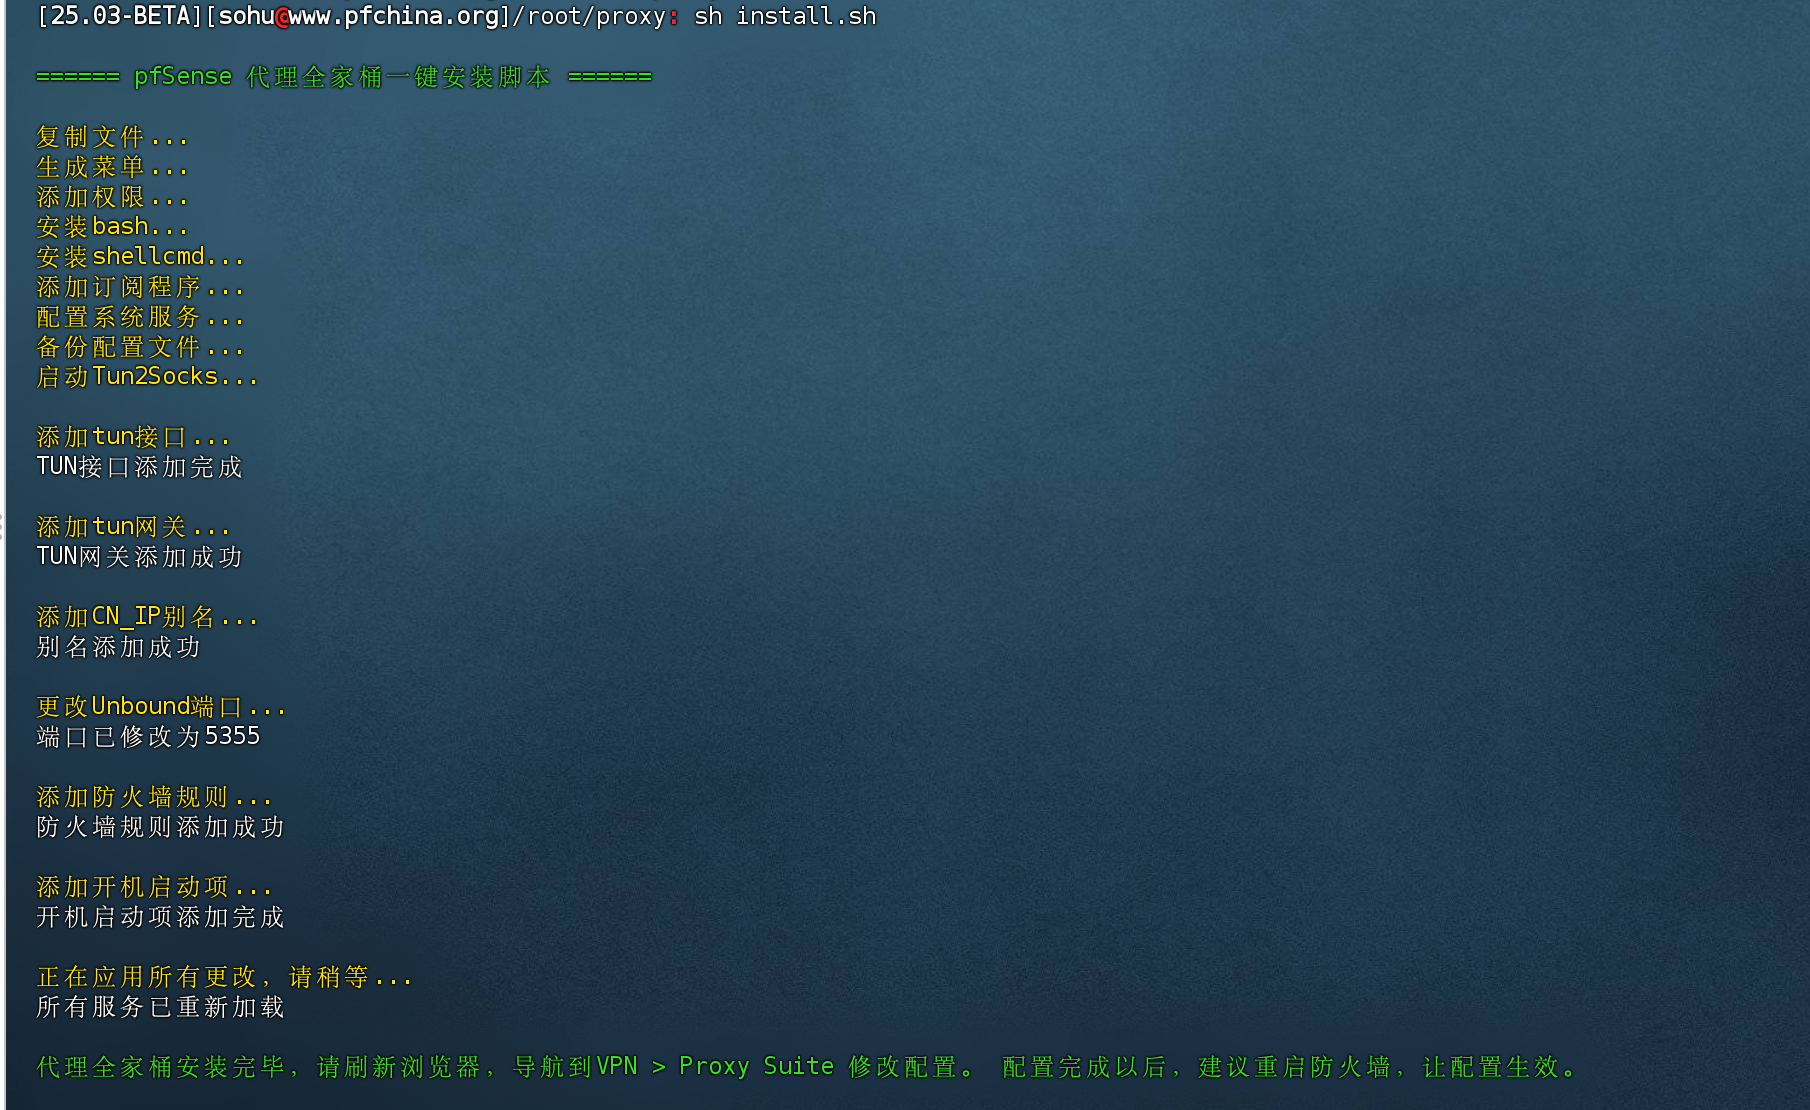 [25.03-BETA][sohu@www.pfchina.org]/root/proxy: sh install.sh
====== pfSense 代理全家桶一键安装脚本 ======
复制文件...
生成菜单...
添加权限...
安装bash...
安装shellcmd...
添加订阅程序...
配置系统服务...
备份配置文件...
启动Tun2Socks...
添加tun接口...
TUN接口添加完成
添加tun网关...
TUN网关添加成功
添加CN_IP别名...
别名添加成功
更改Unbound端口...
端口已修改为5355
添加防火墙规则...
防火墙规则添加成功
添加开机启动项...
开机启动项添加完成
正在应用所有更改，请稍等...
所有服务已重新加载
代理全家桶安装完毕，请刷新浏览器，导航到VPN > Proxy Suite 修改配置。 配置完成以后，建议重启防火墙，让配置生效。